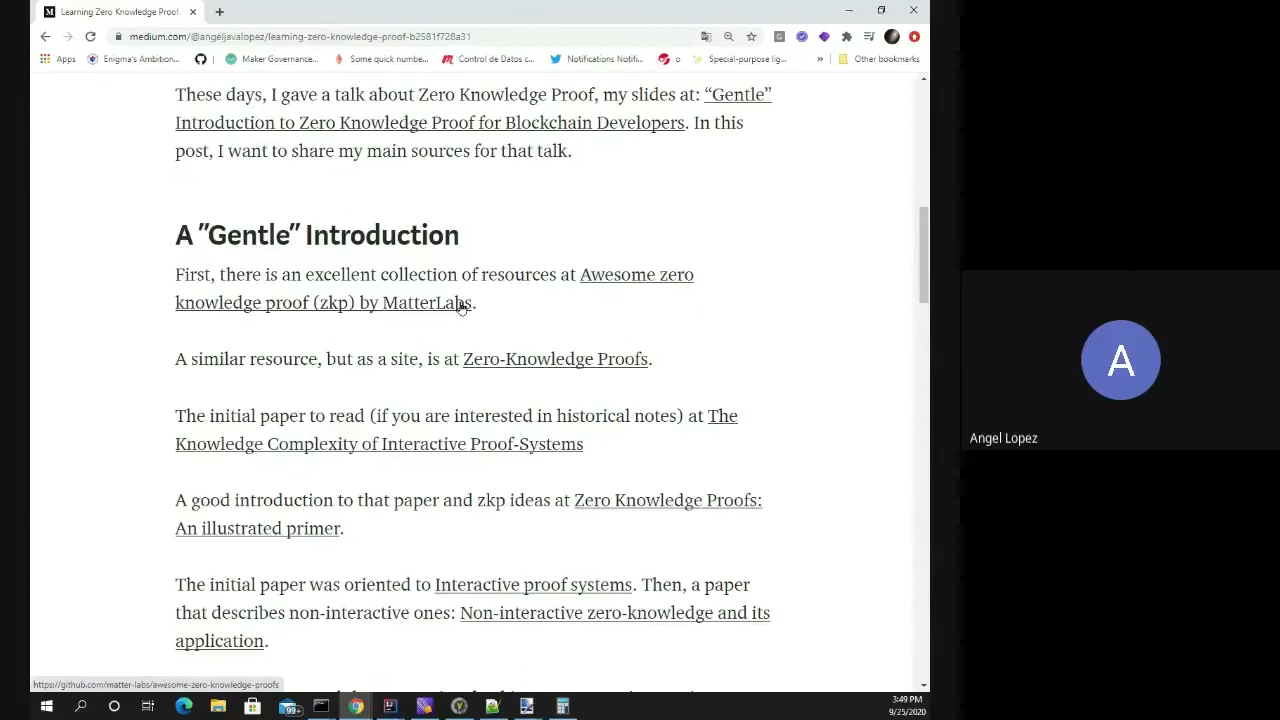 Learning Zero Knowledge Proof.
medium.com/@angeljavalopez/learning-zero-knowledge-proof-b2581f728a31
Apps Enigma's Ambition... Maker Governance... Some quick numbe... Control de Datos c... Notifications Notifi... o Special-purpose lig... » Other bookmarks
These days, I gave a talk about Zero Knowledge Proof, my slides at: “Gentle”
Introduction to Zero Knowledge Proof for Blockchain Developers. In this
post, I want to share my main sources for that talk.
A "Gentle" Introduction
First, there is an excellent collection of resources at Awesome zero
knowledge proof (zkp) by MatterLabs.
A similar resource, but as a site, is at Zero-Knowledge Proofs.
The initial paper to read (if you are interested in historical notes) at The
Knowledge Complexity of Interactive Proof-Systems
A good introduction to that paper and zkp ideas at Zero Knowledge Proofs:
An illustrated primer.
The initial paper was oriented to Interactive proof systems. Then, a paper
that describes non-interactive ones: Non-interactive zero-knowledge and its
application.
https://github.com/matter-labs/awesome-zero-knowledge-proofs
99+
3:49 PM
9/25/2020
A
Angel Lopez